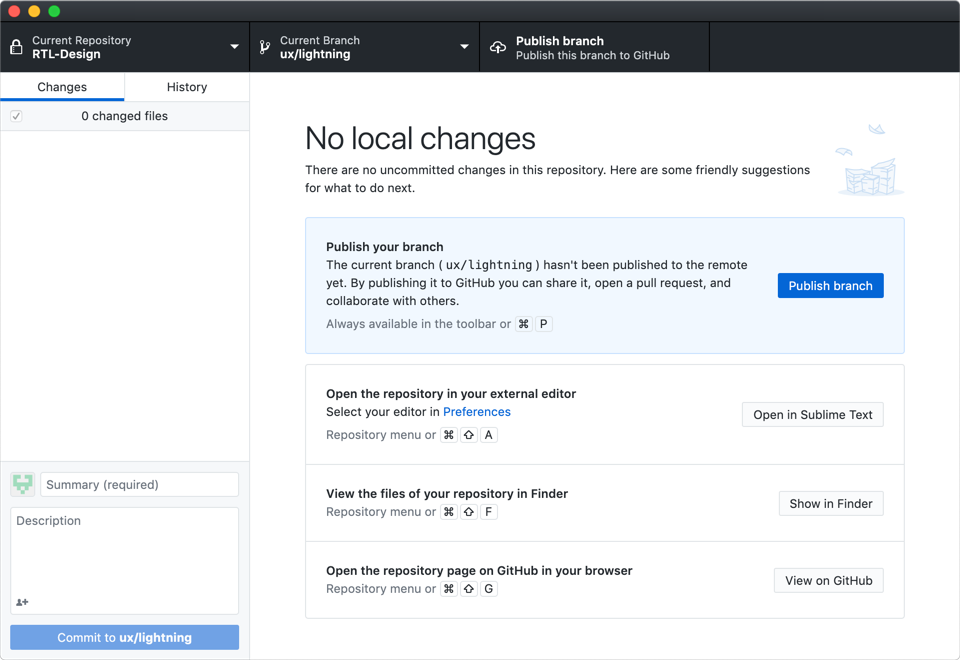 Current Repository
RTL-Design
Current Branch
ux/lightning
Publish branch
Publish this branch to GitHub
Changes
History
0 changed files
No local changes
There are no uncommitted changes in this repository. Here are some friendly suggestions
for what to do next.
Publish your branch
The current branch ( ux/lightning ) hasn't been published to the remote
yet. By publishing it to GitHub you can share it, open a pull request, and
collaborate with others.
Always available in the toolbar or ⌘ P
Publish branch
Open the repository in your external editor
Select your editor in Preferences
Repository menu or ⌘ ⇧ A
Open in Sublime Text
View the files of your repository in Finder
Repository menu or ⌘ ⇧ F
Show in Finder
Open the repository page on GitHub in your browser
Repository menu or ⌘ ⇧ G
View on GitHub
Summary (required)
Description
Commit to ux/lightning